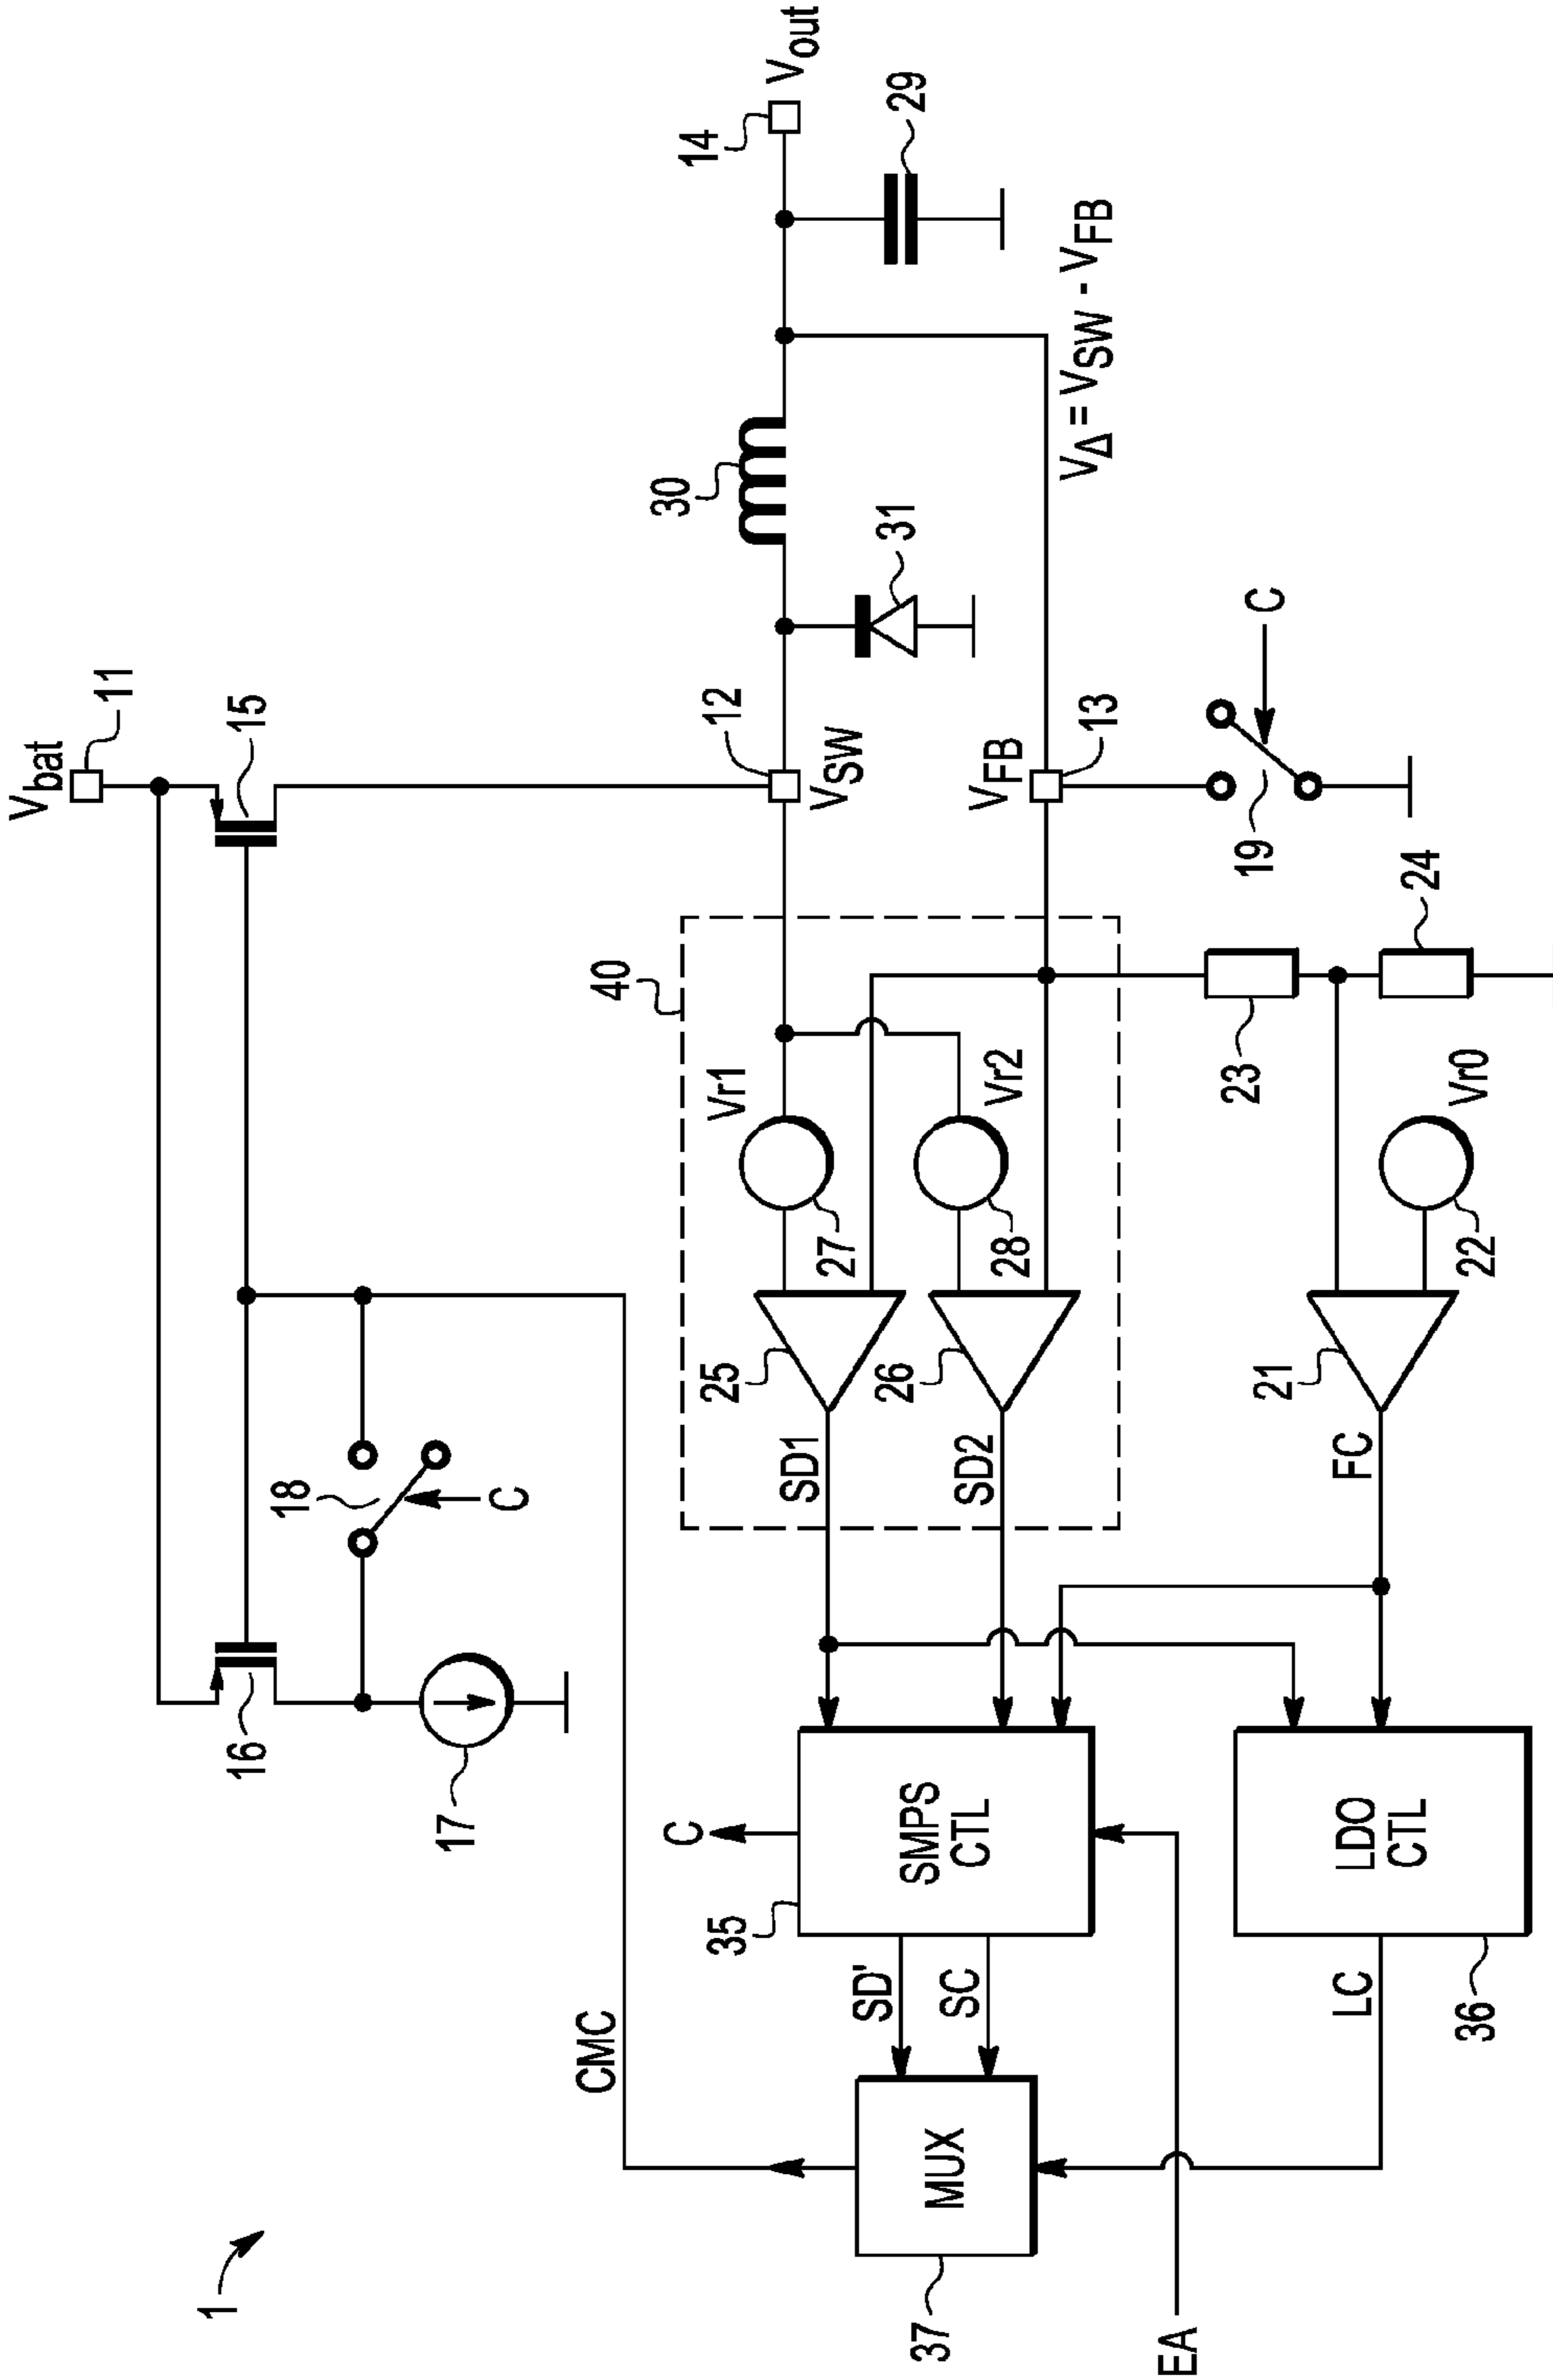 1
Vbat
11
15
16
17
18
C
CMC
12
VSW
14
Vout
30
31
29
VΔ = VSW - VFB
VFB
13
C
19
40
Vr1
27
Vr2
28
25
26
SD1
SD2
23
24
Vr0
22
21
FC
C
35
SMPS
CTL
SD'
SC
MUX
37
LDO
CTL
36
LC
EA